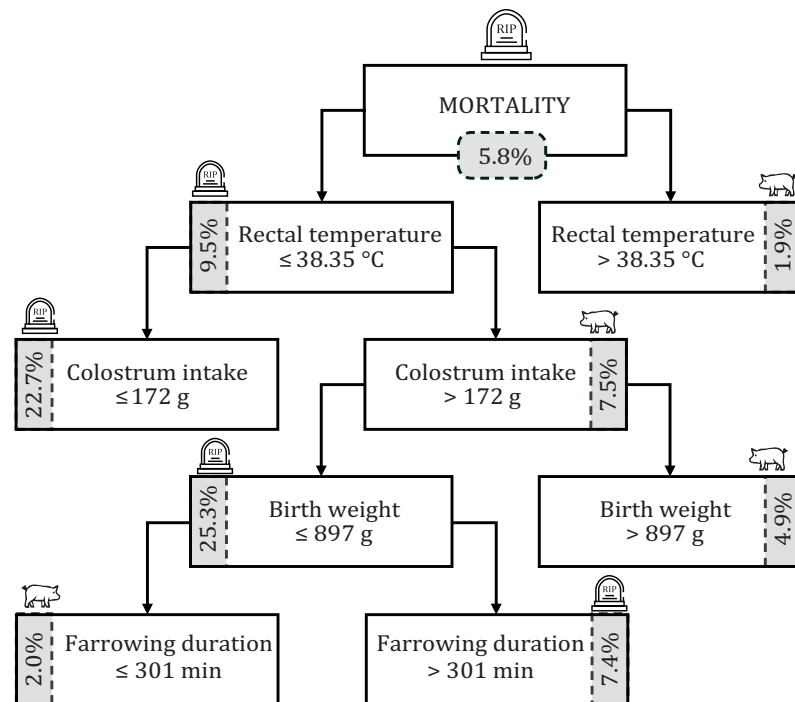 RIP
MORTALITY
5.8%
RIP
9.5%
Rectal temperature
≤ 38.35 °C
Rectal temperature
> 38.35 °C
1.9%
RIP
22.7%
Colostrum intake
≤172 g
Colostrum intake
> 172 g
7.5%
RIP
25.3%
Birth weight
≤ 897 g
Birth weight
> 897 g
4.9%
2.0%
Farrowing duration
≤ 301 min
RIP
Farrowing duration
> 301 min
7.4%